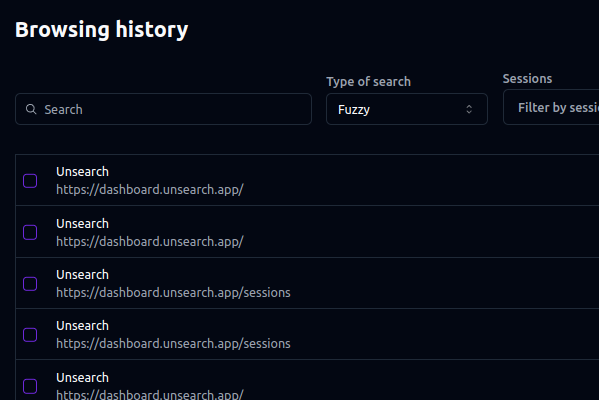 Browsing history
Type of search
Sessions
Search
Fuzzy
Filter by sessi
Unsearch
https://dashboard.unsearch.app/
Unsearch
https://dashboard.unsearch.app/
Unsearch
https://dashboard.unsearch.app/sessions
Unsearch
https://dashboard.unsearch.app/sessions
Unsearch
https://dashboard.unsearch.app/